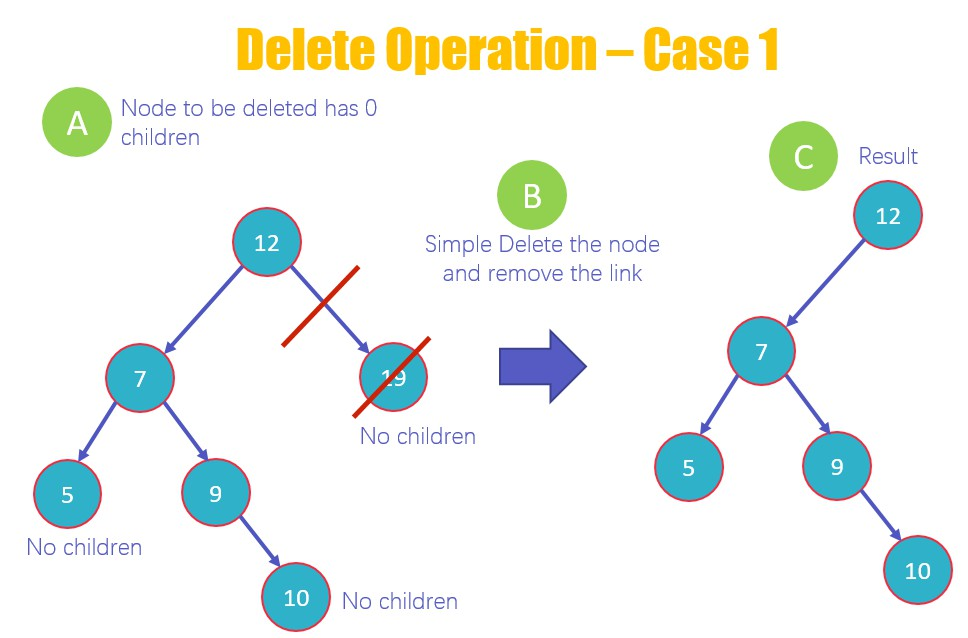 Delete Operation – Case 1
A
Node to be deleted has 0
children
B
Simple Delete the node
and remove the link
C
Result
12
7
19
No children
5
No children
9
10
No children
12
7
5
9
10